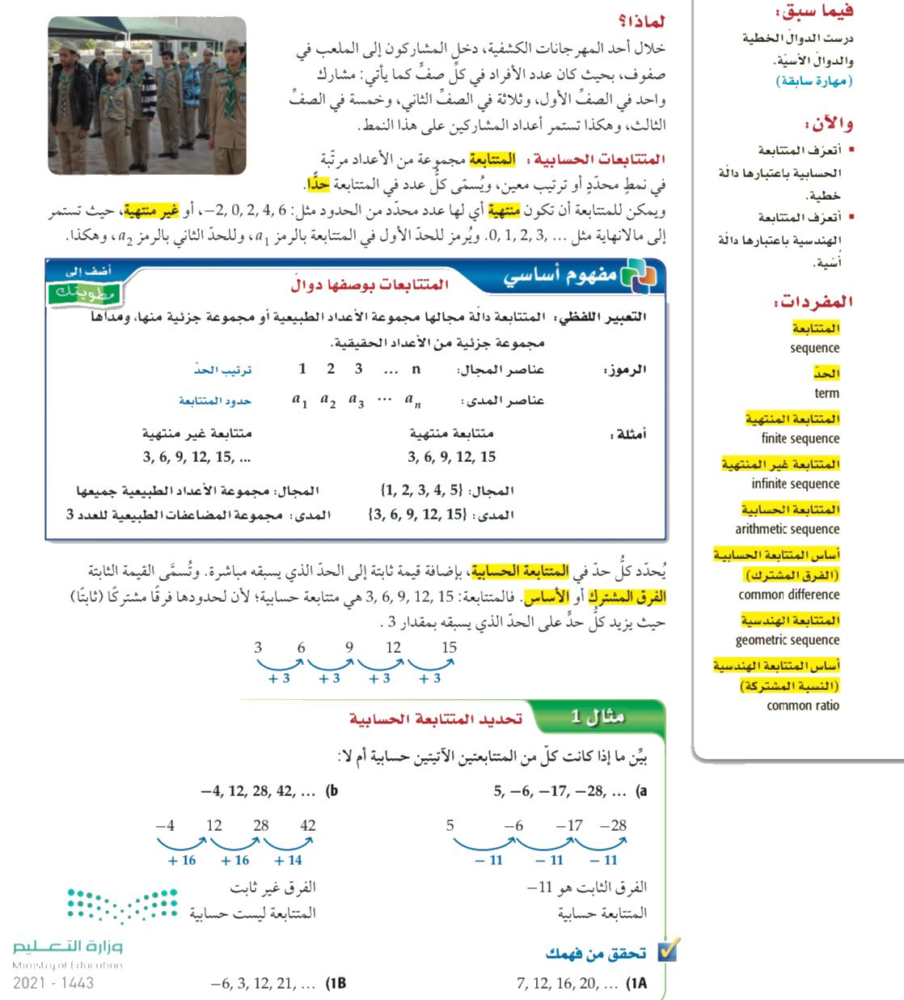 فيما سبق:
درست الدوالّ الخطية
والدوالّ الأسيّة.
(مهارة سابقة)
والآن:
▪ أتعرّف المتتابعة
الحسابية باعتبارها دالّة
خطية.
▪ أتعرّف المتتابعة
الهندسية باعتبارها دالّة
أسّية.
المفردات:
المتتابعة
sequence
الحدّ
term
المتتابعة المنتهية
finite sequence
المتتابعة غير المنتهية
infinite sequence
المتتابعة الحسابية
arithmetic sequence
أساس المتتابعة الحسابية
(الفرق المشترك)
common difference
المتتابعة الهندسية
geometric sequence
أساس المتتابعة الهندسية
(النسبة المشتركة)
common ratio
لماذا؟
خلال أحد المهرجانات الكشفية، دخل المشاركون إلى الملعب في
صفوف، بحيث كان عدد الأفراد في كلِّ صفٍّ كما يأتي: مشارك
واحد في الصفِّ الأول، وثلاثة في الصفِّ الثاني، وخمسة في الصفِّ
الثالث، وهكذا تستمر أعداد المشاركين على هذا النمط.
المتتابعات الحسابية: المتتابعة مجموعة من الأعداد مرتّبة
في نمطٍ محدّدٍ أو ترتيب معين، ويُسمّى كلُّ عدد في المتتابعة حدًّا.
ويمكن للمتتابعة أن تكون منتهية أي لها عدد محدّد من الحدود مثل: −2, 0, 2, 4, 6، أو غير منتهية، حيث تستمر
إلى مالانهاية مثل 0, 1, 2, 3, …. ويُرمز للحدّ الأول في المتتابعة بالرمز a1، وللحدّ الثاني بالرمز a2، وهكذا.
مفهوم أساسي
المتتابعات بوصفها دوالّ
أضف إلى
مطويتك
التعبير اللفظي: المتتابعة دالّة مجالها مجموعة الأعداد الطبيعية أو مجموعة جزئية منها، ومداها
مجموعة جزئية من الأعداد الحقيقية.
الرموز: عناصر المجال: 1 2 3 … n ترتيب الحدّ
عناصر المدى: a1 a2 a3 … an حدود المتتابعة
أمثلة: متتابعة منتهية متتابعة غير منتهية
3, 6, 9, 12, 15 3, 6, 9, 12, 15, …
المجال: {1, 2, 3, 4, 5} المجال: مجموعة الأعداد الطبيعية جميعها
المدى: {3, 6, 9, 12, 15} المدى: مجموعة المضاعفات الطبيعية للعدد 3
يُحدّد كلُّ حدّ في المتتابعة الحسابية، بإضافة قيمة ثابتة إلى الحدّ الذي يسبقه مباشرة. وتُسمَّى القيمة الثابتة
الفرق المشترك أو الأساس. فالمتتابعة: 3, 6, 9, 12, 15 هي متتابعة حسابية؛ لأن لحدودها فرقًا مشتركًا (ثابتًا)
حيث يزيد كلُّ حدٍّ على الحدّ الذي يسبقه بمقدار 3 .
3 6 9 12 15
+ 3 + 3 + 3 + 3
مثال 1 تحديد المتتابعة الحسابية
بيِّن ما إذا كانت كلّ من المتتابعتين الآتيتين حسابية أم لا:
(a 5, −6, −17, −28, …
5 −6 −17 −28
− 11 − 11 − 11
الفرق الثابت هو 11−
المتتابعة حسابية
(b −4, 12, 28, 42, …
−4 12 28 42
+ 16 + 16 + 14
الفرق غير ثابت
المتتابعة ليست حسابية
تحقق من فهمك
(1A 7, 12, 16, 20, … (1B −6, 3, 12, 21, …
وزارة التعليم
Ministry of Education
2021 - 1443